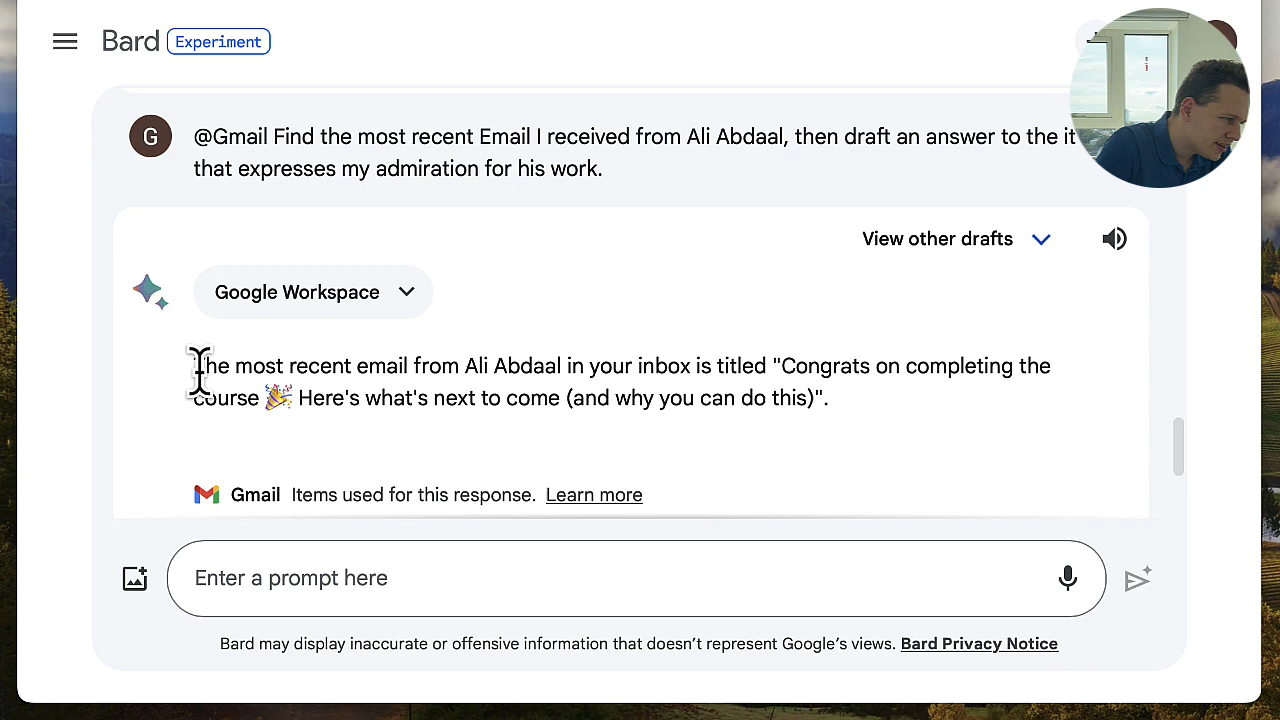 Bard Experiment
G
@Gmail Find the most recent Email I received from Ali Abdaal, then draft an answer to the it
that expresses my admiration for his work.
View other drafts
Google Workspace
The most recent email from Ali Abdaal in your inbox is titled "Congrats on completing the
course 🎉 Here's what's next to come (and why you can do this)".
Gmail Items used for this response. Learn more
Enter a prompt here
Bard may display inaccurate or offensive information that doesn't represent Google's views. Bard Privacy Notice